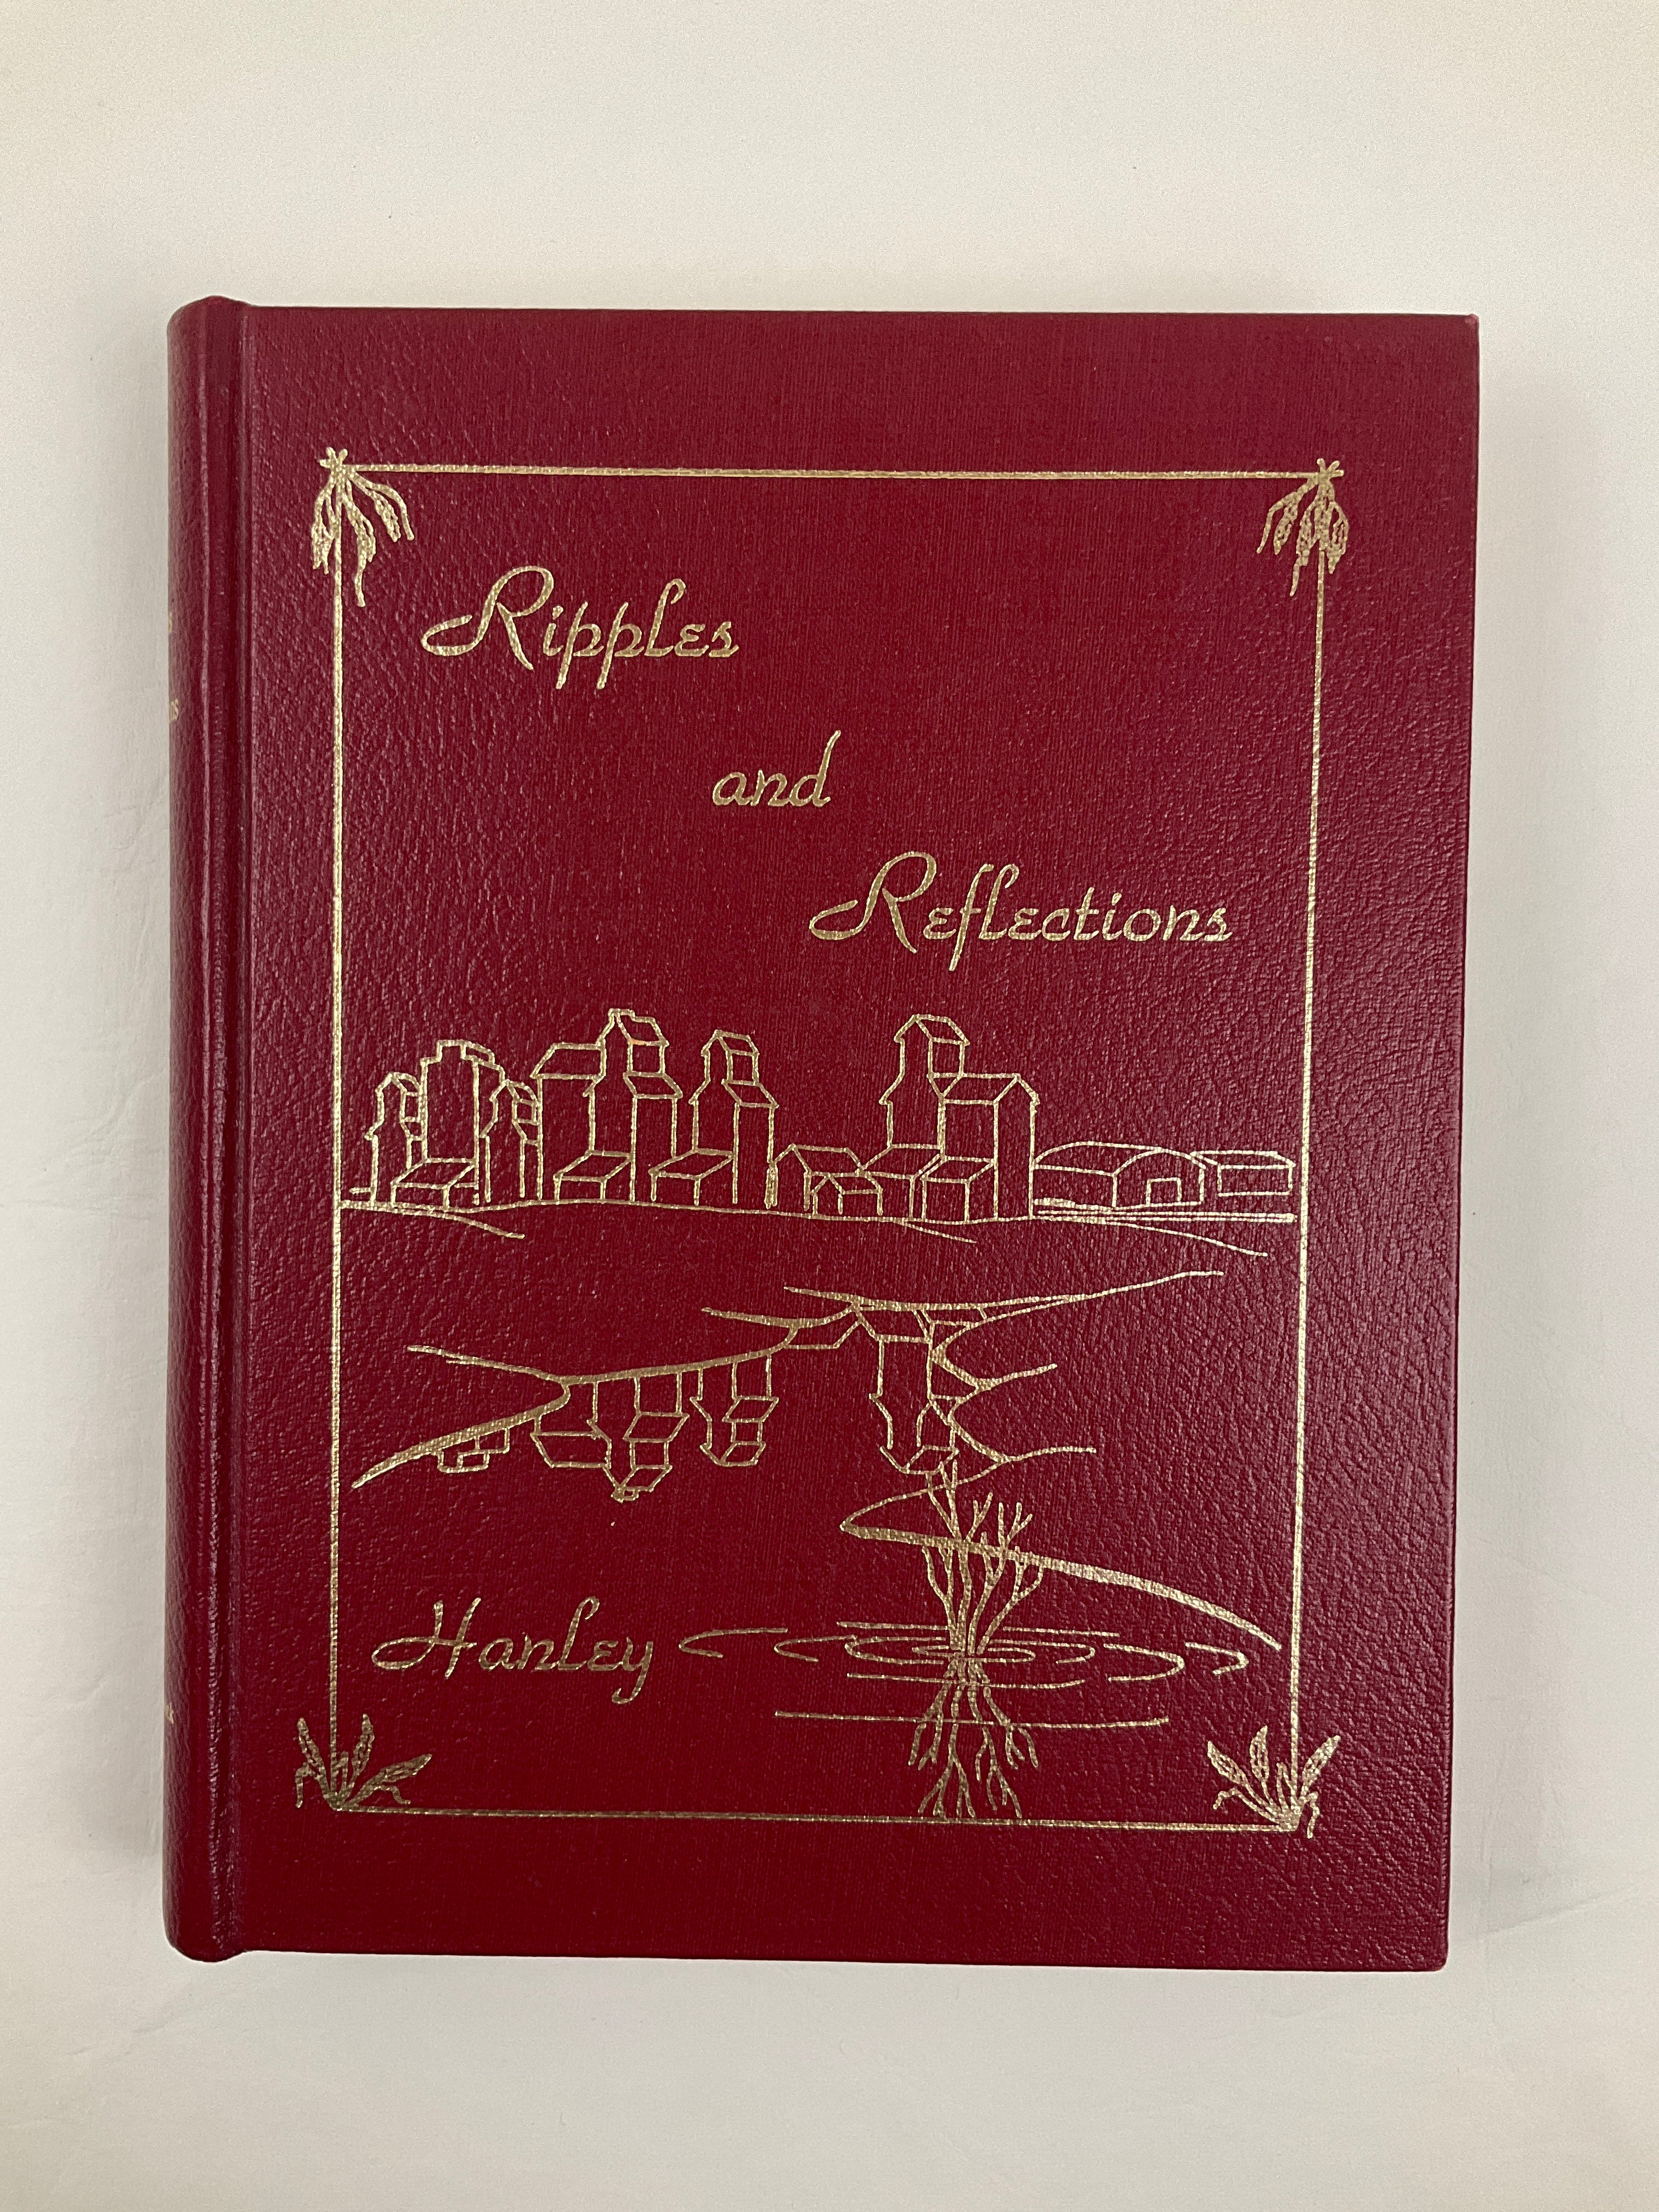 Ripples
and
Reflections
Hanley